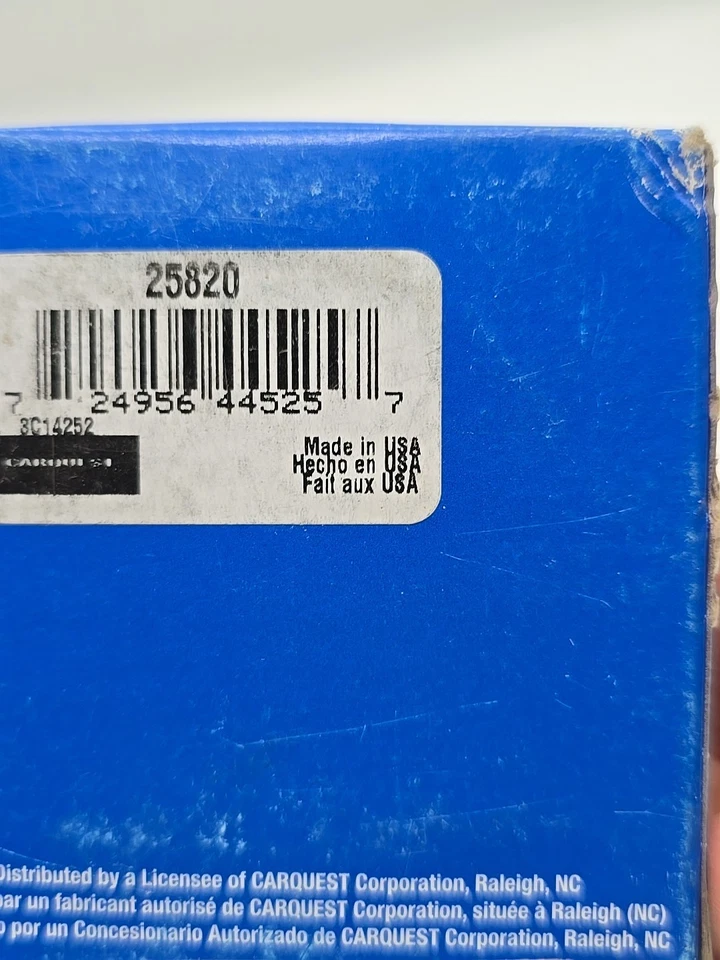 25820
7 24956 44525 7
3C14252
CARQUEST
Made in USA
Hecho en USA
Fait aux USA
Distributed by a Licensee of CARQUEST Corporation, Raleigh, NC
par un fabricant autorisé de CARQUEST Corporation, située à Raleigh (NC)
o por un Concesionario Autorizado de CARQUEST Corporation, Raleigh, NC